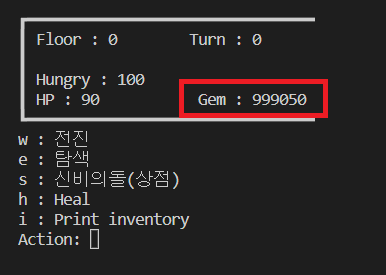 Floor : 0 Turn : 0
Hungry : 100
HP : 90 Gem : 999050
w : 전진
e : 탐색
s : 신비의돌(상점)
h : Heal
i : Print inventory
Action: